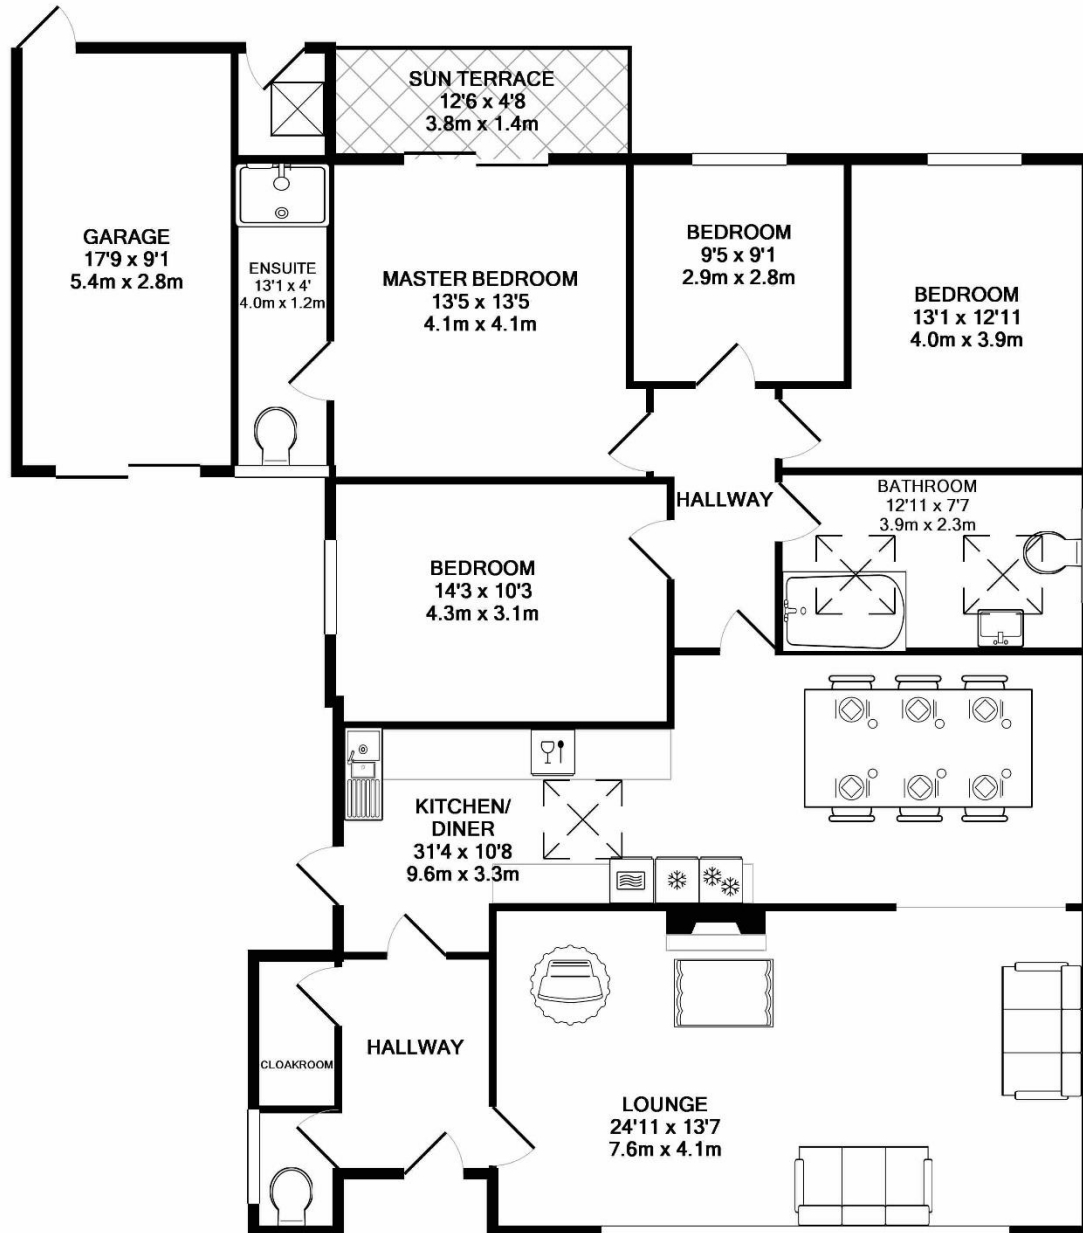 SUN TERRACE
12'6 x 4'8
3.8m x 1.4m
GARAGE
17'9 x 9'1
5.4m x 2.8m
ENSUITE
13'1 x 4'
4.0m x 1.2m
MASTER BEDROOM
13'5 x 13'5
4.1m x 4.1m
BEDROOM
9'5 x 9'1
2.9m x 2.8m
BEDROOM
13'1 x 12'11
4.0m x 3.9m
HALLWAY
BATHROOM
12'11 x 7'7
3.9m x 2.3m
BEDROOM
14'3 x 10'3
4.3m x 3.1m
KITCHEN/
DINER
31'4 x 10'8
9.6m x 3.3m
HALLWAY
CLOAKROOM
LOUNGE
24'11 x 13'7
7.6m x 4.1m